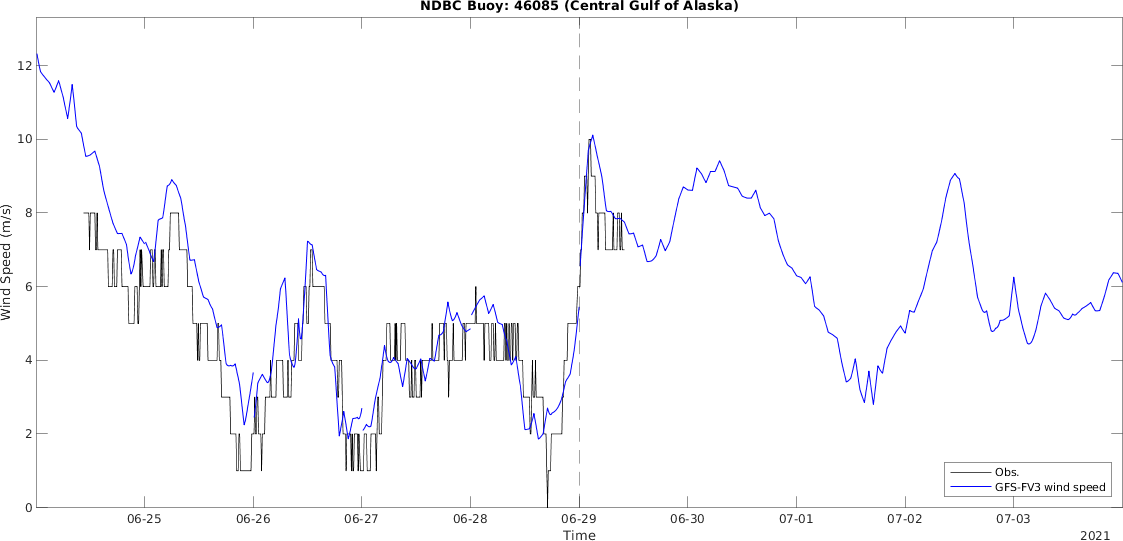 NDBC Buoy: 46085 (Central Gulf of Alaska)
Wind Speed (m/s)
12
10
8
6
4
2
0
06-25 06-26 06-27 06-28 06-29 06-30 07-01 07-02 07-03
Time
2021
Obs.
GFS-FV3 wind speed